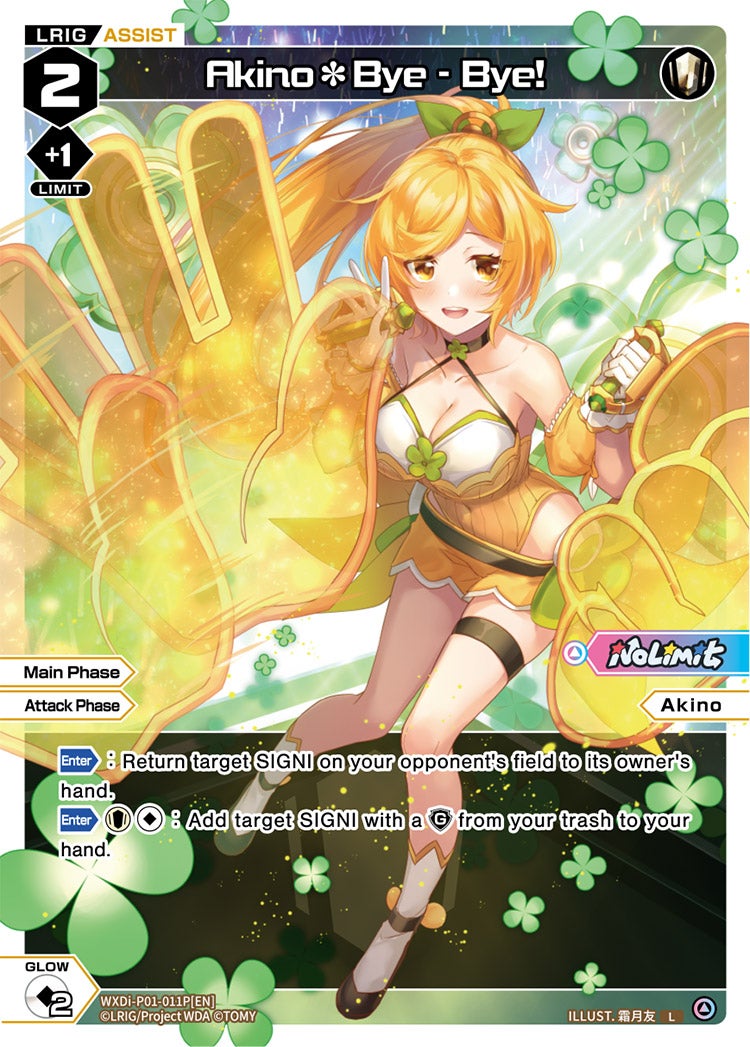 LRIG ASSIST
2
Akino✽Bye - Bye!
+1
LIMIT
NoLimit
Main Phase
Attack Phase
Akino
Enter : Return target SIGNI on your opponent's field to its owner's
hand.
Enter : Add target SIGNI with a G from your trash to your
hand.
GLOW
2
WXDi-P01-011P[EN]
©LRIG/Project WDA ©TOMY
ILLUST. 霜月友 L